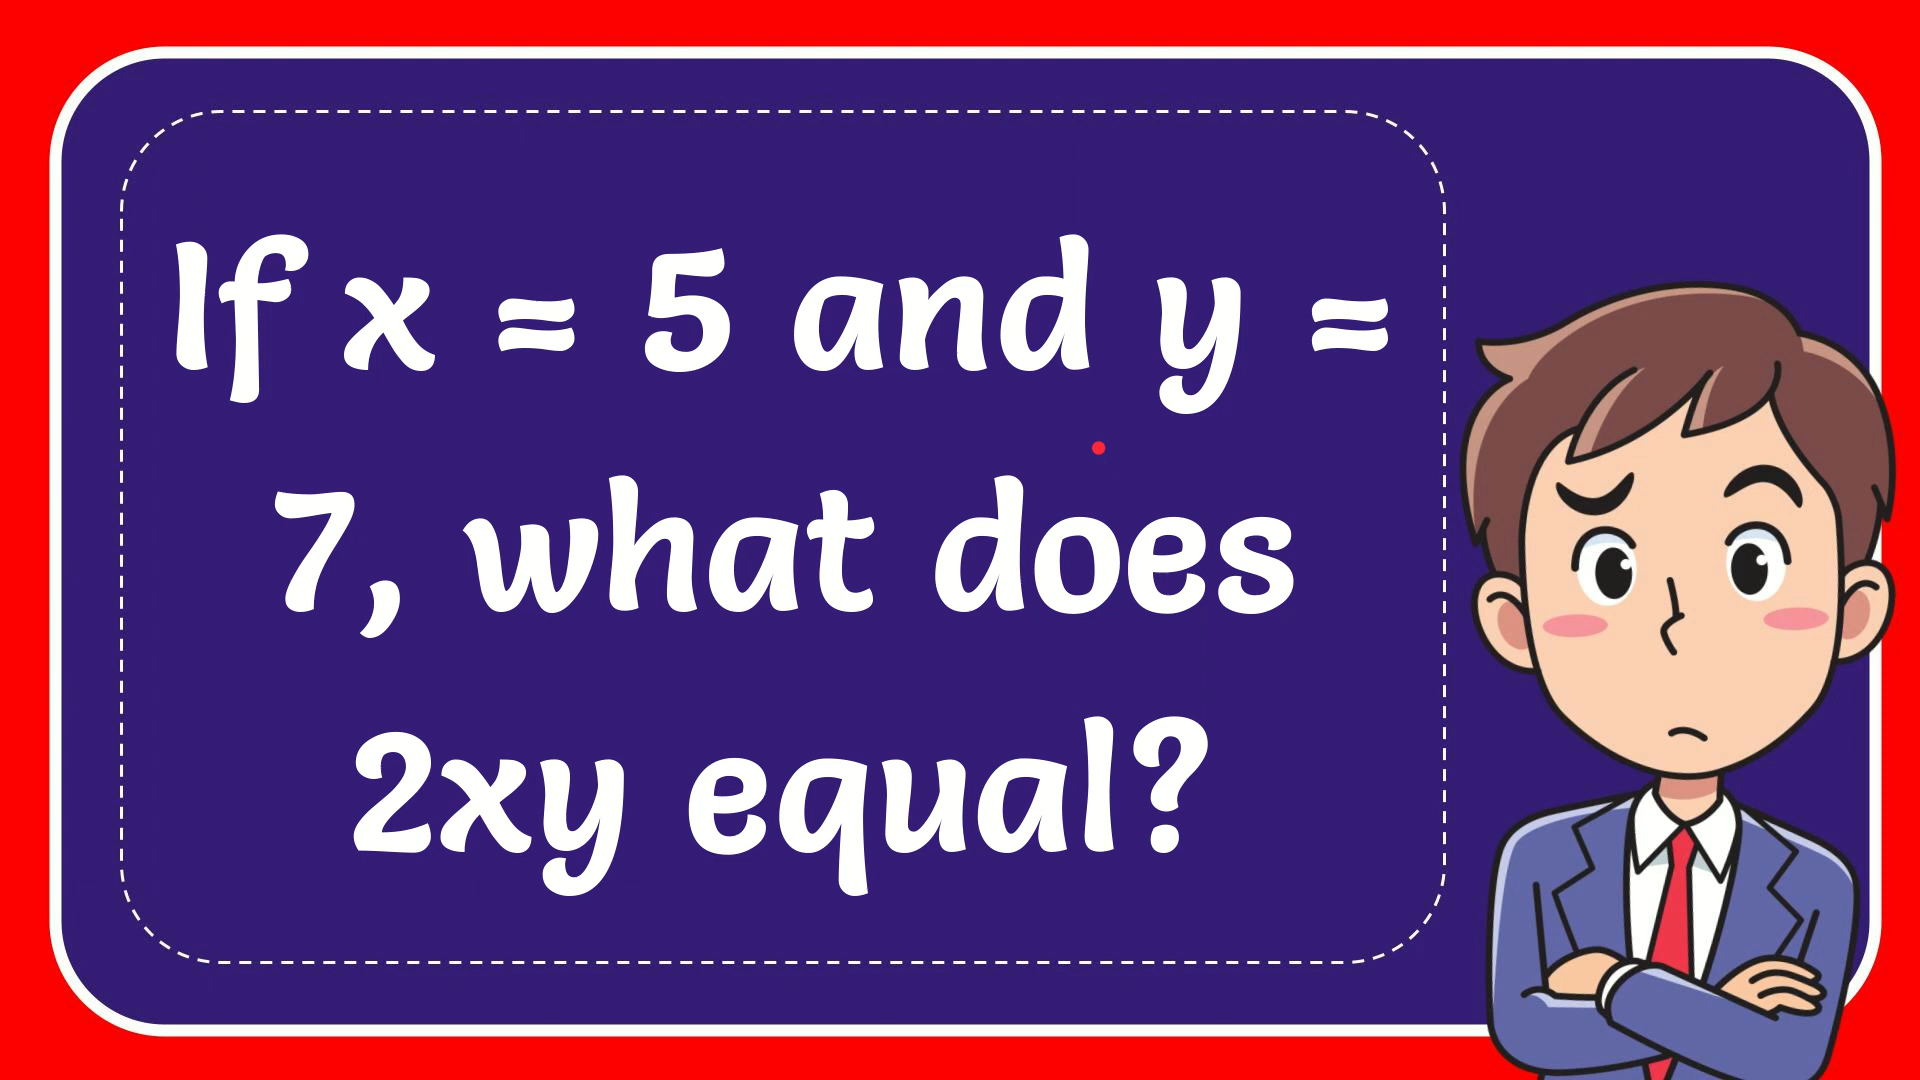 If x = 5 and y =
7, what does
2xy equal?